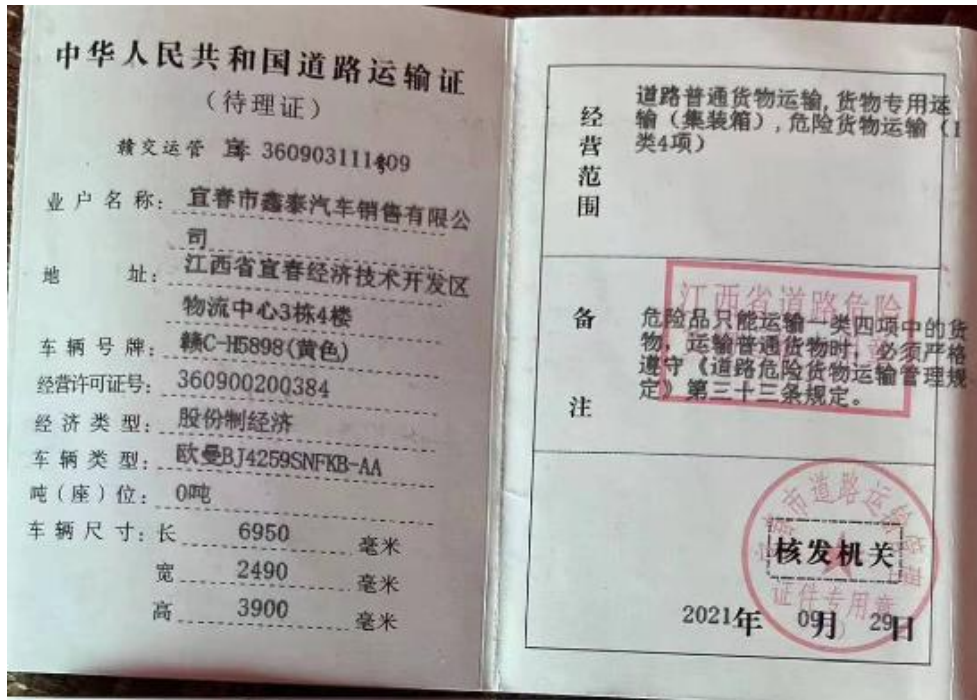 中华人民共和国道路运输证
（待理证）
赣交运管 宜 360903111409 号
业户名称：宜春市鑫泰汽车销售有限公
司
地 址：江西省宜春经济技术开发区
物流中心3栋4楼
车辆号牌：赣C-H5898(黄色)
经营许可证号：360900200384
经济类型：股份制经济
车辆类型：欧曼BJ4259SNFKB-AA
吨（座）位：0吨
车辆尺寸：长 6950 毫米
宽 2490 毫米
高 3900 毫米
经营范围
道路普通货物运输,货物专用运
输（集装箱）,危险货物运输（1
类4项）
备注
江西省道路危险
危险品只能运输一类四项中的货
物，运输普通货物时，必须严格
遵守《道路危险货物运输管理规
定》第三十三条规定。
市道路运输管理
核发机关
证件专用章
2021年 09月 29日